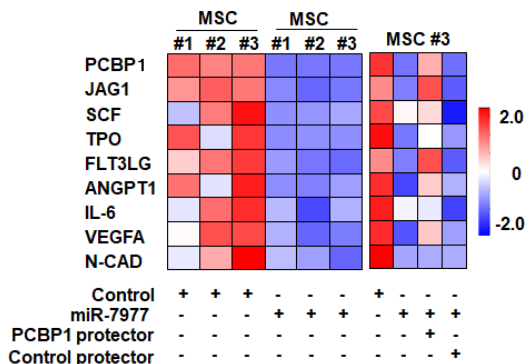 MSC MSC
#1 #2 #3 #1 #2 #3 MSC #3
PCBP1
JAG1
SCF
TPO
FLT3LG
ANGPT1
IL-6
VEGFA
N-CAD
2.0
0
-2.0
Control + + + - - - + - - -
miR-7977 - - - + + + - + + +
PCBP1 protector - - - - - - - - + -
Control protector - - - - - - - - - +